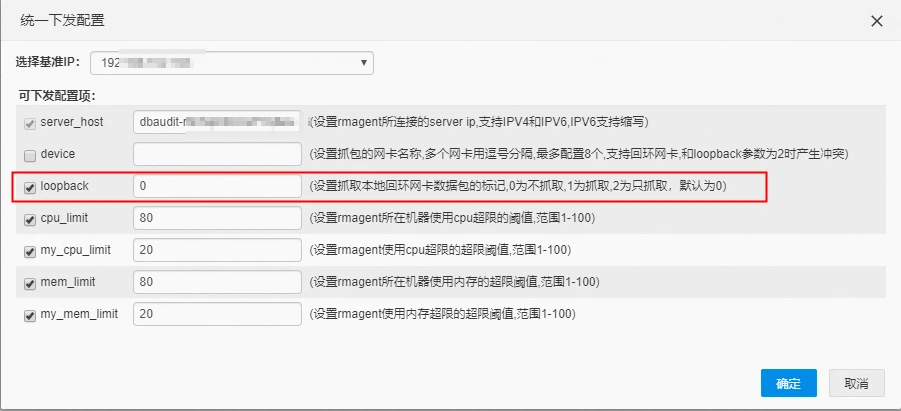 统一下发配置
选择基准IP: 192
可下发配置项:
server_host dbaudit- (设置rmagent所连接的server ip,支持IPV4和IPV6,IPV6支持缩写)
device (设置抓包的网卡名称,多个网卡用逗号分隔,最多配置8个,支持回环网卡,和loopback参数为2时产生冲突)
loopback 0 (设置抓取本地回环网卡数据包的标记,0为不抓取,1为抓取,2为只抓取，默认为0)
cpu_limit 80 (设置rmagent所在机器使用cpu超限的阈值,范围1-100)
my_cpu_limit 20 (设置rmagent使用cpu超限的超限阈值,范围1-100)
mem_limit 80 (设置rmagent所在机器使用内存的超限阈值,范围1-100)
my_mem_limit 20 (设置rmagent使用内存超限的超限阈值,范围1-100)
确定 取消